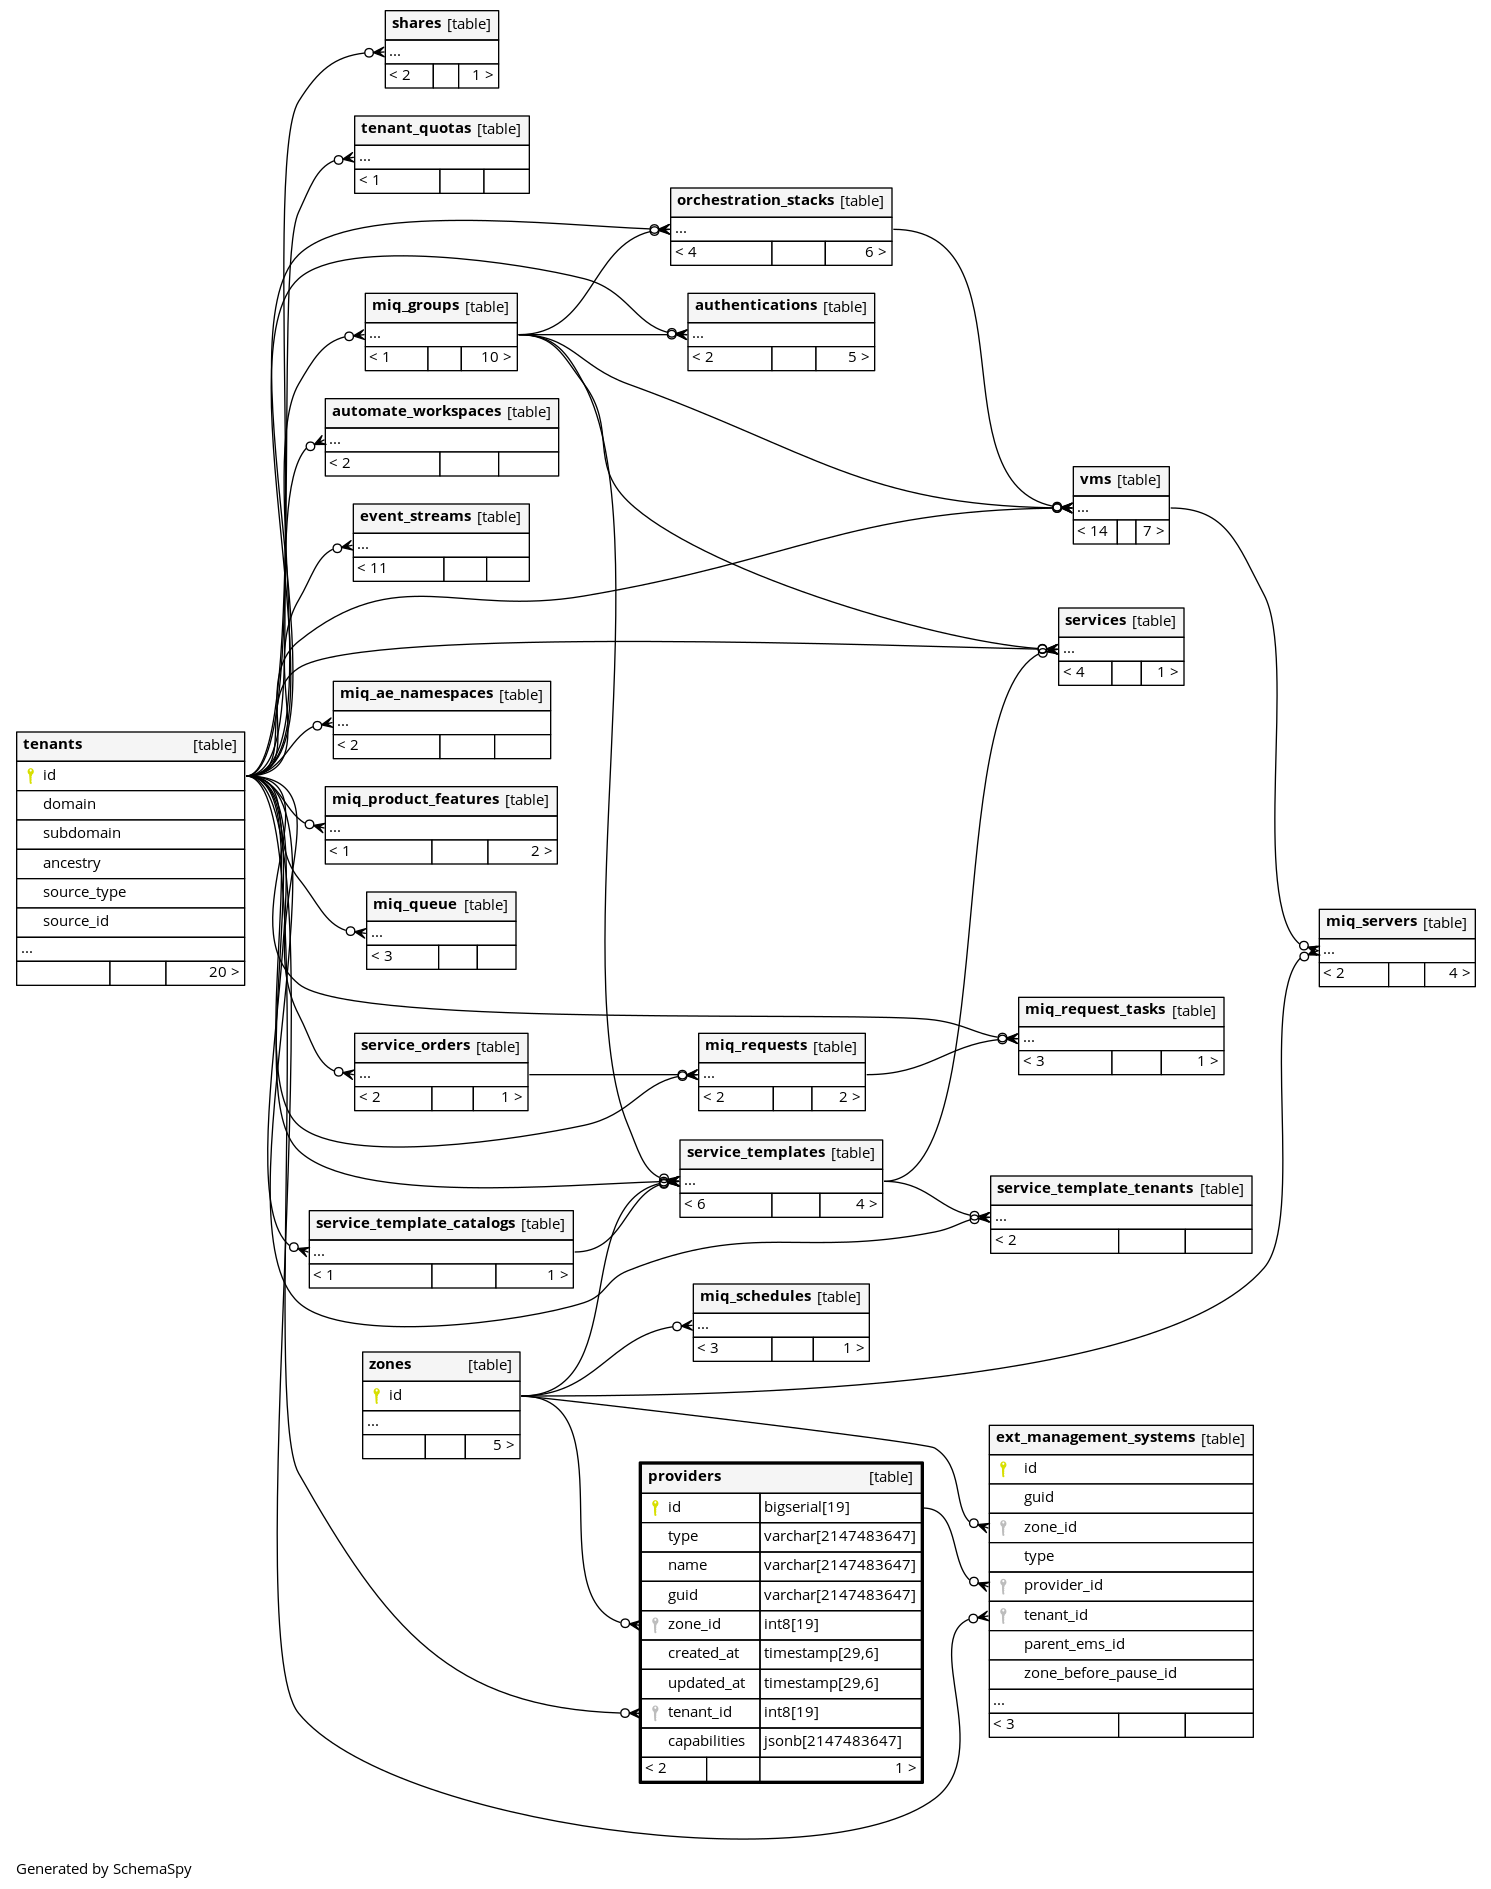 shares [table]
...
< 2 1 >
tenant_quotas [table]
...
< 1
orchestration_stacks [table]
...
< 4 6 >
miq_groups [table]
...
< 1 10 >
authentications [table]
...
< 2 5 >
automate_workspaces [table]
...
< 2
vms [table]
...
< 14 7 >
event_streams [table]
...
< 11
services [table]
...
< 4 1 >
miq_ae_namespaces [table]
...
< 2
tenants [table]
id
domain
subdomain
ancestry
source_type
source_id
...
20 >
miq_product_features [table]
...
< 1 2 >
miq_queue [table]
...
< 3
miq_servers [table]
...
< 2 4 >
miq_request_tasks [table]
...
< 3 1 >
service_orders [table]
...
< 2 1 >
miq_requests [table]
...
< 2 2 >
service_templates [table]
...
< 6 4 >
service_template_tenants [table]
...
< 2
service_template_catalogs [table]
...
< 1 1 >
miq_schedules [table]
...
< 3 1 >
zones [table]
id
...
5 >
ext_management_systems [table]
id
guid
zone_id
type
provider_id
tenant_id
parent_ems_id
zone_before_pause_id
...
< 3
providers [table]
id bigserial[19]
type varchar[2147483647]
name varchar[2147483647]
guid varchar[2147483647]
zone_id int8[19]
created_at timestamp[29,6]
updated_at timestamp[29,6]
tenant_id int8[19]
capabilities jsonb[2147483647]
< 2 1 >
Generated by SchemaSpy